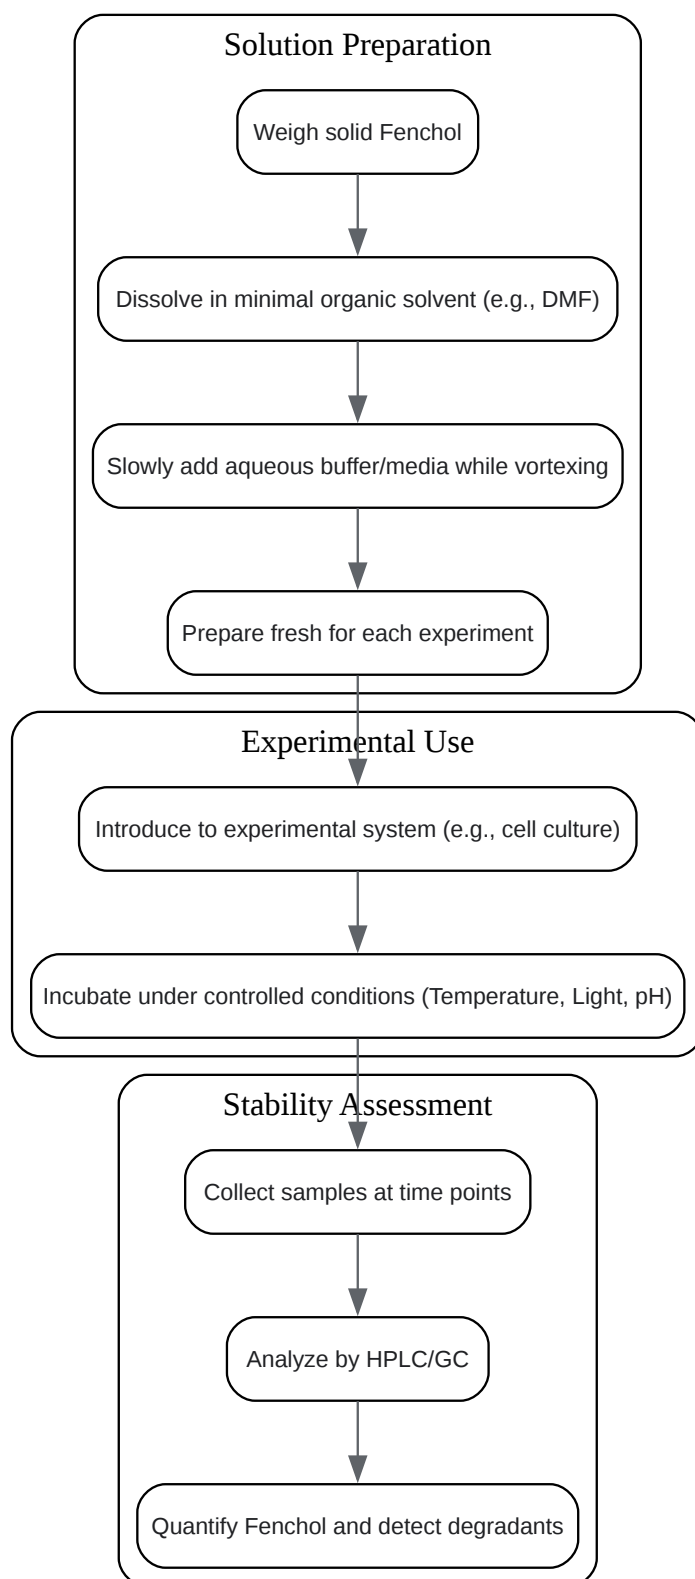 Solution Preparation
Weigh solid Fenchol
Dissolve in minimal organic solvent (e.g., DMF)
Slowly add aqueous buffer/media while vortexing
Prepare fresh for each experiment
Experimental Use
Introduce to experimental system (e.g., cell culture)
Incubate under controlled conditions (Temperature, Light, pH)
Stability Assessment
Collect samples at time points
Analyze by HPLC/GC
Quantify Fenchol and detect degradants